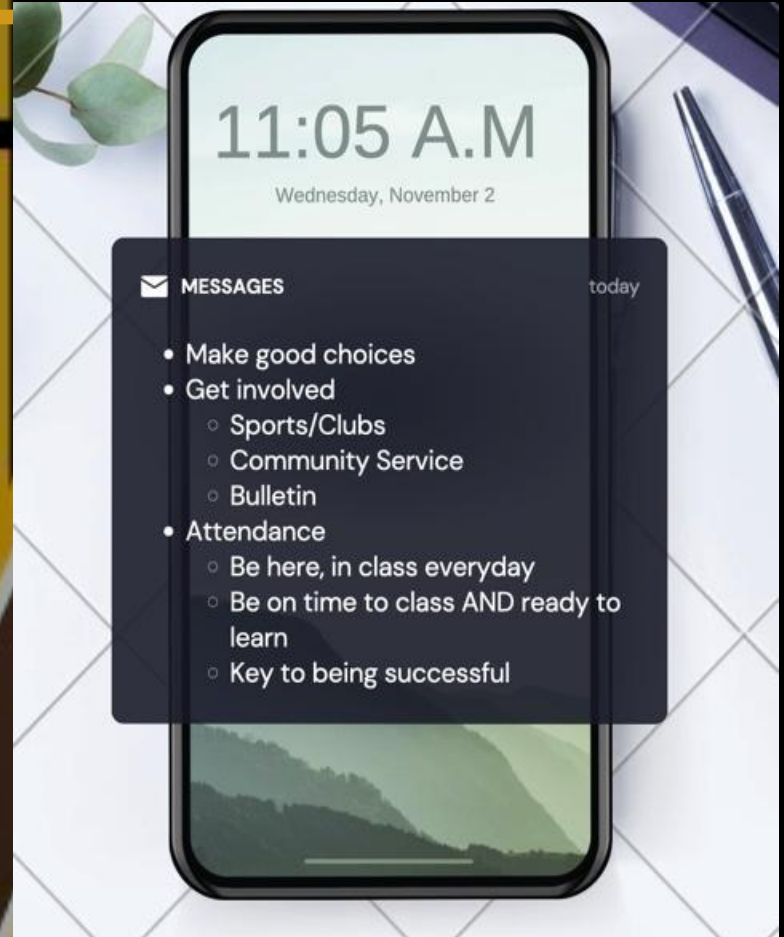 11:05 A.M
Wednesday, November 2
MESSAGES today
• Make good choices
• Get involved
○ Sports/Clubs
○ Community Service
○ Bulletin
• Attendance
○ Be here, in class everyday
○ Be on time to class AND ready to
learn
○ Key to being successful